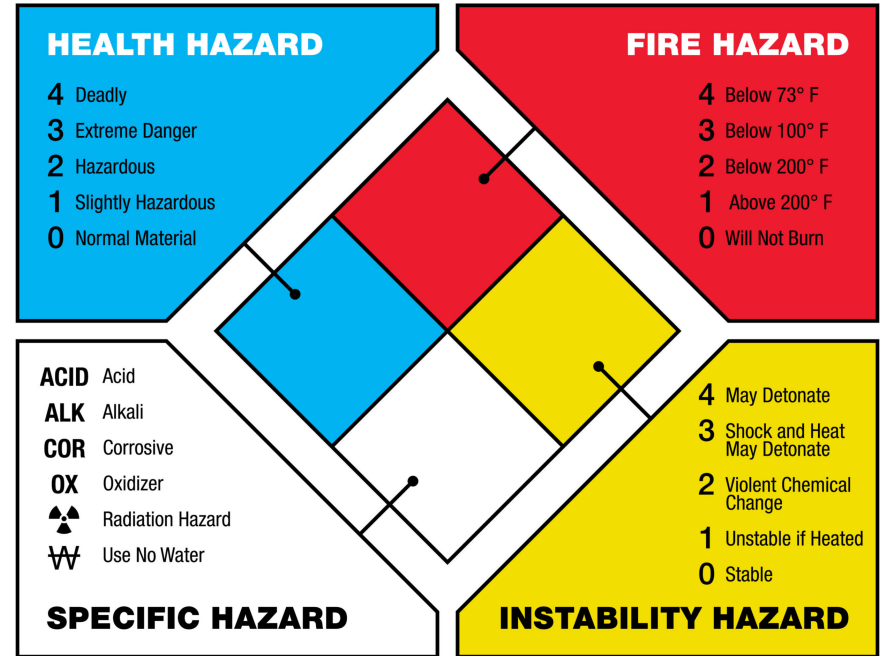 HEALTH HAZARD
4 Deadly
3 Extreme Danger
2 Hazardous
1 Slightly Hazardous
0 Normal Material
FIRE HAZARD
4 Below 73° F
3 Below 100° F
2 Below 200° F
1 Above 200° F
0 Will Not Burn
ACID Acid
ALK Alkali
COR Corrosive
OX Oxidizer
Radiation Hazard
W Use No Water
SPECIFIC HAZARD
4 May Detonate
3 Shock and Heat
May Detonate
2 Violent Chemical
Change
1 Unstable if Heated
0 Stable
INSTABILITY HAZARD